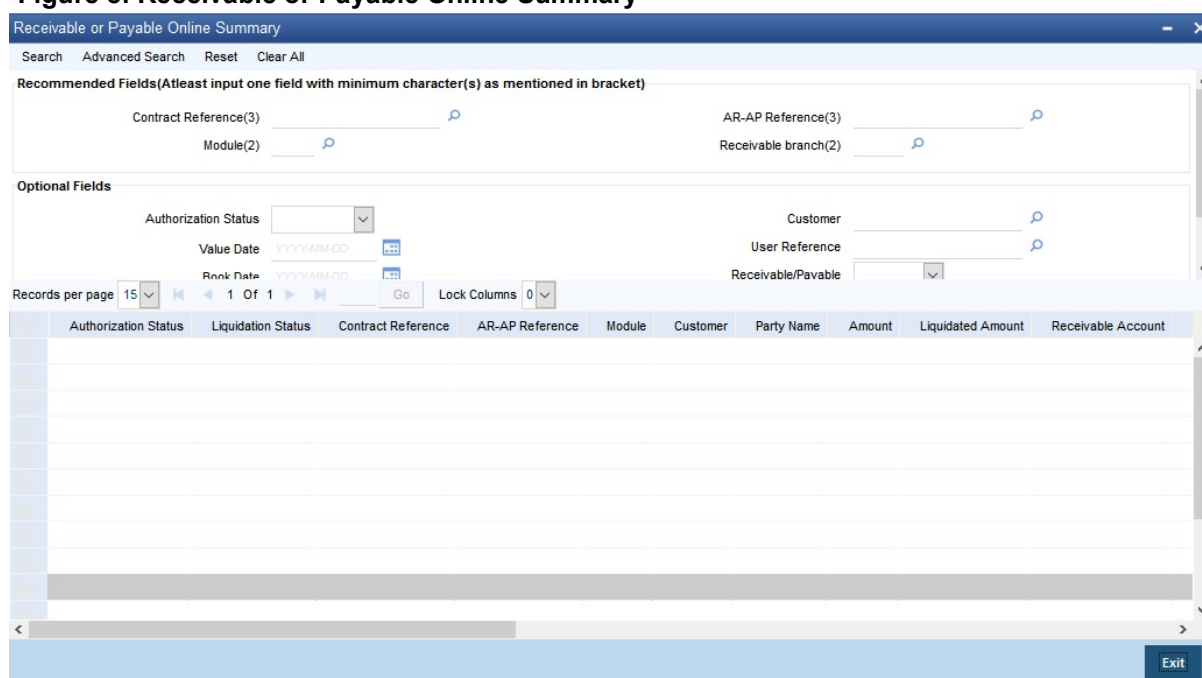 Figure 3. Receivable or Payable Online Summary
Receivable or Payable Online Summary
Search Advanced Search Reset Clear All
Recommended Fields(Atleast input one field with minimum character(s) as mentioned in bracket)
Contract Reference(3) AR-AP Reference(3)
Module(2) Receivable branch(2)
Optional Fields
Authorization Status Customer
Value Date YYYY-MM-DD User Reference
Book Date YYYY-MM-DD Receivable/Payable
Records per page 15 1 Of 1 Go Lock Columns 0
Authorization Status Liquidation Status Contract Reference AR-AP Reference Module Customer Party Name Amount Liquidated Amount Receivable Account
Exit